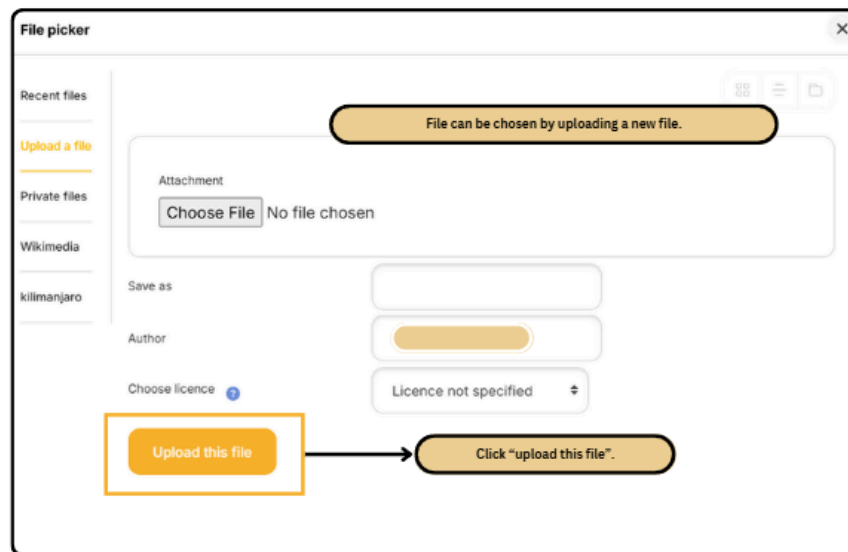 File picker
Recent files
Upload a file
Private files
Wikimedia
kilimanjaro
File can be chosen by uploading a new file.
Attachment
Choose File No file chosen
Save as
Author
Choose licence
Licence not specified
Upload this file
Click “upload this file”.